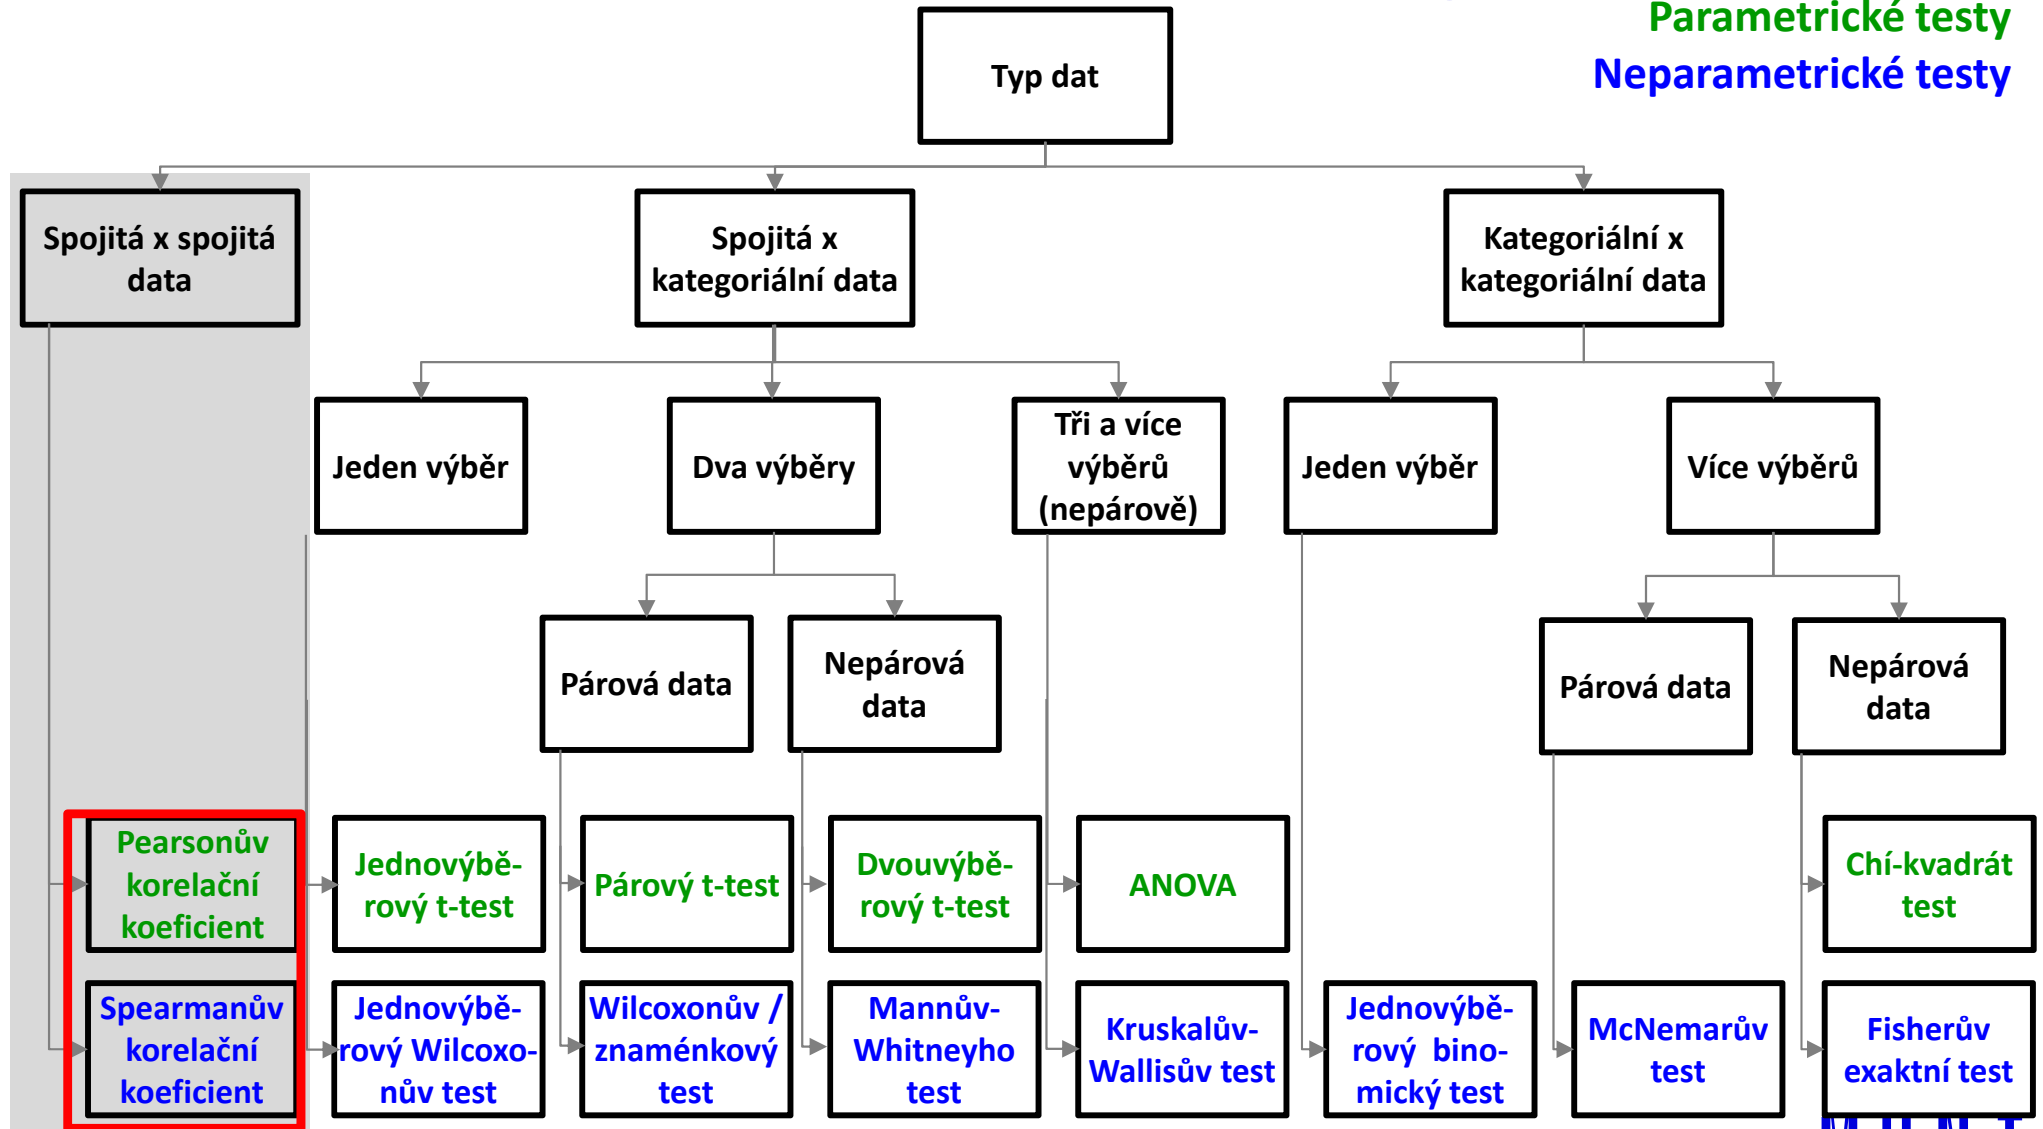 Parametrické testy
Neparametrické testy
Typ dat
Spojitá x spojitá
data
Spojitá x
kategoriální data
Kategoriální x
kategoriální data
Jeden výběr
Dva výběry
Tři a více
výběrů
(nepárově)
Jeden výběr
Více výběrů
Párová data
Nepárová
data
Párová data
Nepárová
data
Pearsonův
korelační
koeficient
Jednovýbě-
rový t-test
Párový t-test
Dvouvýbě-
rový t-test
ANOVA
Chí-kvadrát
test
Spearmanův
korelační
koeficient
Jednovýbě-
rový Wilcoxo-
nův test
Wilcoxonův /
znaménkový
test
Mannův-
Whitneyho
test
Kruskalův-
Wallisův test
Jednovýbě-
rový bino-
mický test
McNemarův
test
Fisherův
exaktní test